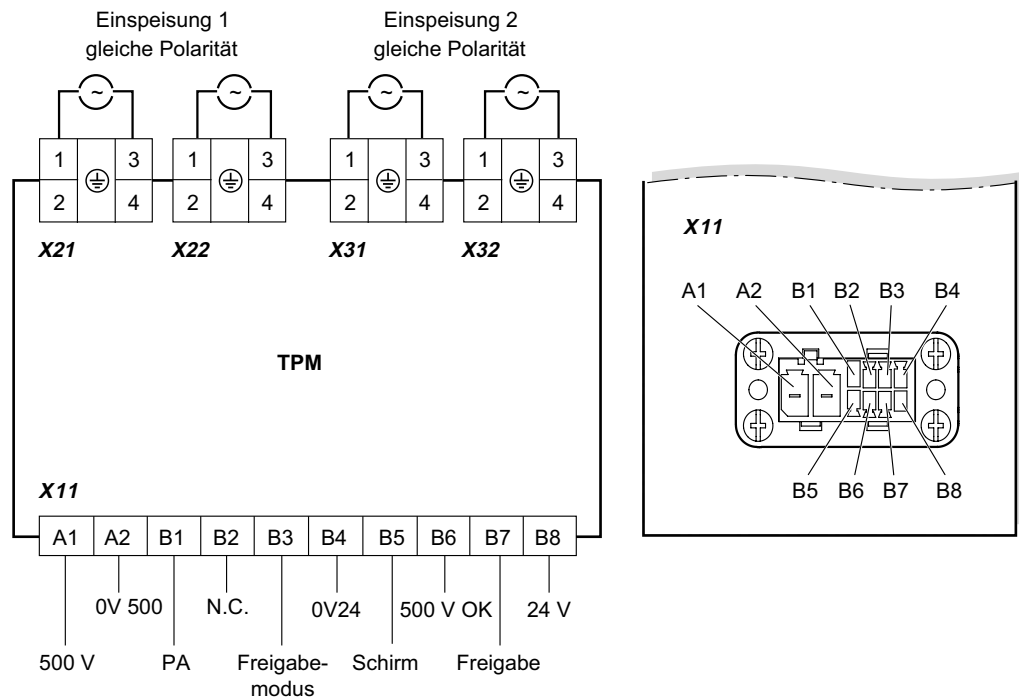 Einspeisung 1
gleiche Polarität
Einspeisung 2
gleiche Polarität
~ ~ ~ ~
1 3 1 3 1 3 1 3
2 4 2 4 2 4 2 4
X21 X22 X31 X32
TPM
X11
A1 A2 B1 B2 B3 B4 B5 B6 B7 B8
0V 500 N.C. 0V24 500 V OK 24 V
500 V PA Freigabe- Schirm Freigabe
modus
X11
A1 A2 B1 B2 B3 B4
B5 B6 B7 B8